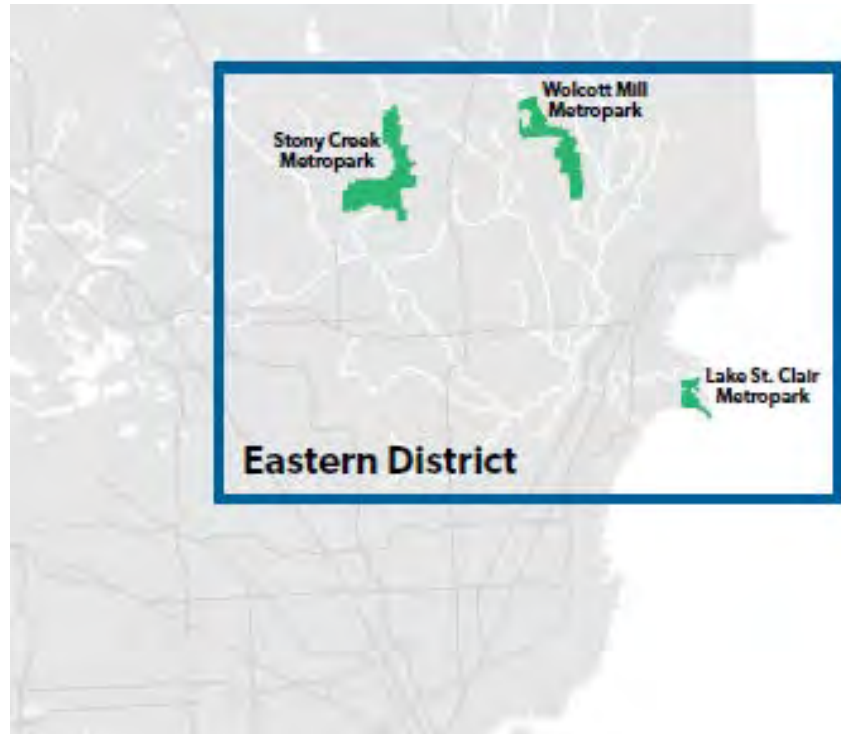 Wolcott Mill
Metropark
Stony Creek
Metropark
Lake St. Clair
Metropark
Eastern District